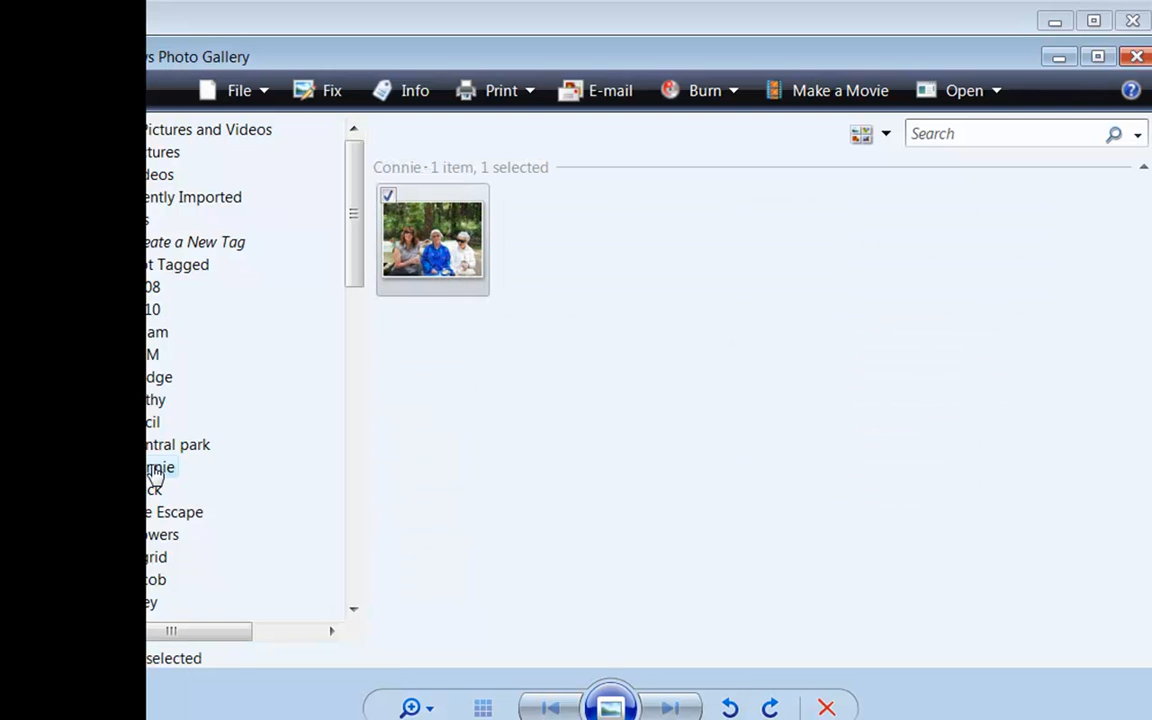 s Photo Gallery
File
Fix
Info
Print
E-mail
Burn
Make a Movie
Open
Pictures and Videos
tures
deos
ently Imported
s
eate a New Tag
ot Tagged
08
10
am
M
dge
thy
cil
ntral park
nnie
ck
e Escape
owers
grid
cob
ey
selected
Search
Connie - 1 item, 1 selected